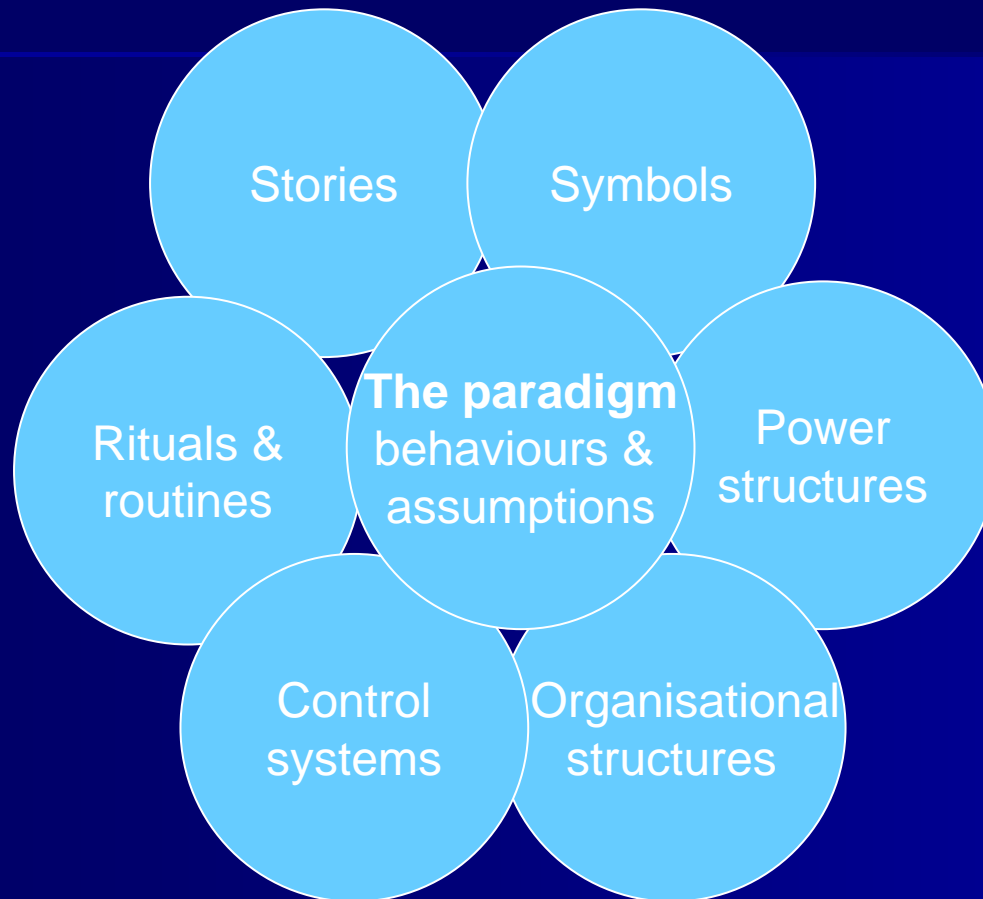 Stories
Symbols
The paradigm
behaviours &
assumptions
Rituals &
routines
Power
structures
Control
systems
Organisational
structures